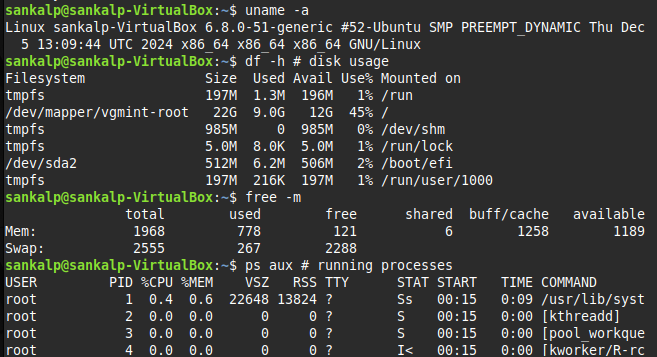 sankalp@sankalp-VirtualBox:~$ uname -a
Linux sankalp-VirtualBox 6.8.0-51-generic #52-Ubuntu SMP PREEMPT_DYNAMIC Thu Dec
  5 13:09:44 UTC 2024 x86_64 x86_64 x86_64 GNU/Linux
sankalp@sankalp-VirtualBox:~$ df -h # disk usage
Filesystem              Size  Used Avail Use% Mounted on
tmpfs                   197M  1.3M  196M   1% /run
/dev/mapper/vgmint-root   22G  9.0G   12G  45% /
tmpfs                   985M     0  985M   0% /dev/shm
tmpfs                   5.0M  8.0K  5.0M   1% /run/lock
/dev/sda2               512M  6.2M  506M   2% /boot/efi
tmpfs                   197M  216K  197M   1% /run/user/1000
sankalp@sankalp-VirtualBox:~$ free -m
               total        used        free      shared  buff/cache   available
Mem:            1968         778         121           6        1258        1189
Swap:           2555         267        2288
sankalp@sankalp-VirtualBox:~$ ps aux # running processes
USER         PID %CPU %MEM    VSZ   RSS TTY      STAT START   TIME COMMAND
root           1  0.4  0.6  22648 13824 ?        Ss   00:15   0:09 /usr/lib/syst
root           2  0.0  0.0      0     0 ?        S    00:15   0:00 [kthreadd]
root           3  0.0  0.0      0     0 ?        S    00:15   0:00 [pool_workque
root           4  0.0  0.0      0     0 ?        I<   00:15   0:00 [kworker/R-rc